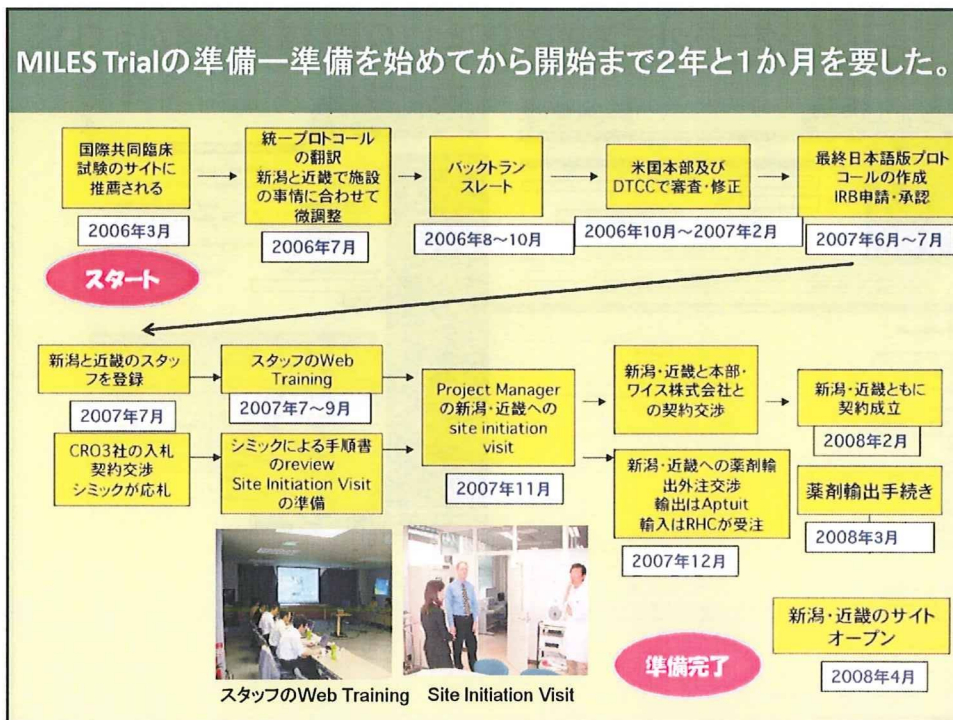 MILES Trialの準備ー準備を始めてから開始まで2年と1か月を要した。
国際共同臨床
試験のサイトに
推薦される
2006年3月
スタート
統一プロトコール
の翻訳
新潟と近畿で施設
の事情に合わせて
微調整
2006年7月
バックトラン
スレート
2006年8～10月
米国本部及び
DTCCで審査・修正
2006年10月～2007年2月
最終日本語版プロト
コールの作成
IRB申請・承認
2007年6月～7月
新潟と近畿のスタッ
フを登録
2007年7月
CRO3社の入札
契約交渉
シミックが応札
スタッフのWeb
Training
2007年7～9月
シミックによる手順書
のreview
Site Initiation Visit
の準備
Project Manager
の新潟・近畿への
site initiation
visit
2007年11月
新潟・近畿と本部・
ワイス株式会社と
の契約交渉
新潟・近畿への薬剤輸
出外注交渉
輸出はAptuit
輸入はRHCが受注
2007年12月
新潟・近畿ともに
契約成立
2008年2月
薬剤輸出手続き
2008年3月
新潟・近畿のサイト
オープン
2008年4月
準備完了
スタッフのWeb Training
Site Initiation Visit